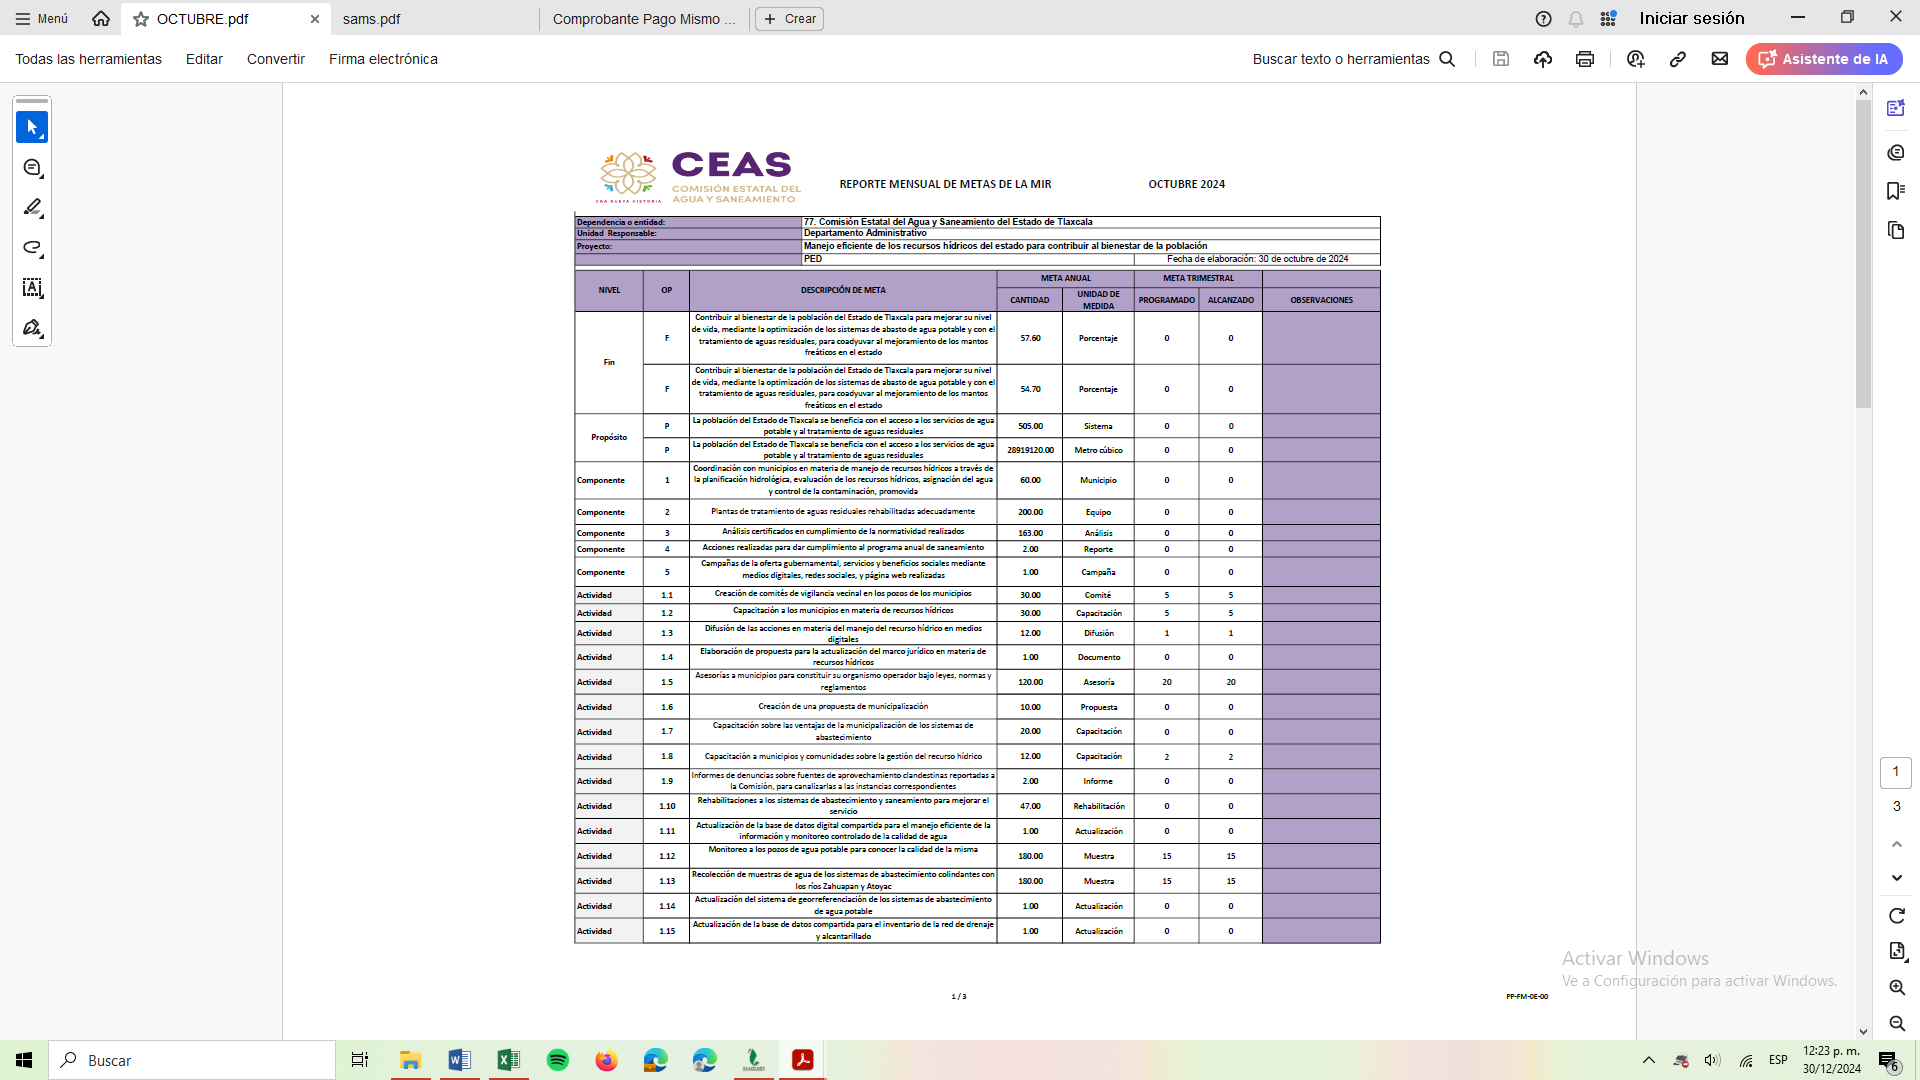 Menú
OCTUBRE.pdf
sams.pdf
Comprobante Pago Mismo ...
Crear
Iniciar sesión
Todas las herramientas
Editar
Convertir
Firma electrónica
Buscar texto o herramientas
Asistente de IA
CEAS
COMISIÓN ESTATAL DEL
AGUA Y SANEAMIENTO
UNA NUEVA HISTORIA
REPORTE MENSUAL DE METAS DE LA MIR
OCTUBRE 2024
Dependencia o entidad: 77. Comisión Estatal del Agua y Saneamiento del Estado de Tlaxcala
Unidad Responsable: Departamento Administrativo
Proyecto: Manejo eficiente de los recursos hídricos del estado para contribuir al bienestar de la población
PED Fecha de elaboración: 30 de octubre de 2024
META ANUAL META TRIMESTRAL
NIVEL OP DESCRIPCIÓN DE META
CANTIDAD UNIDAD DE MEDIDA PROGRAMADO ALCANZADO OBSERVACIONES
Fin
F Contribuir al bienestar de la población del Estado de Tlaxcala para mejorar su nivel
de vida, mediante la optimización de los sistemas de abasto de agua potable y con el
tratamiento de aguas residuales, para coadyuvar al mejoramiento de los mantos
freáticos en el estado
57.60 Porcentaje 0 0
F Contribuir al bienestar de la población del Estado de Tlaxcala para mejorar su nivel
de vida, mediante la optimización de los sistemas de abasto de agua potable y con el
tratamiento de aguas residuales, para coadyuvar al mejoramiento de los mantos
freáticos en el estado
54.70 Porcentaje 0 0
Propósito
P La población del Estado de Tlaxcala se beneficia con el acceso a los servicios de agua
potable y al tratamiento de aguas residuales
505.00 Sistema 0 0
P La población del Estado de Tlaxcala se beneficia con el acceso a los servicios de agua
potable y al tratamiento de aguas residuales
28919120.00 Metro cúbico 0 0
Componente 1 Coordinación con municipios en materia de manejo de recursos hídricos a través de
la planificación hidrológica, evaluación de los recursos hídricos, asignación del agua
y control de la contaminación, promovida
60.00 Municipio 0 0
Componente 2 Plantas de tratamiento de aguas residuales rehabilitadas adecuadamente 200.00 Equipo 0 0
Componente 3 Análisis certificados en cumplimiento de la normatividad realizados 163.00 Análisis 0 0
Componente 4 Acciones realizadas para dar cumplimiento al programa anual de saneamiento 2.00 Reporte 0 0
Componente 5 Campañas de la oferta gubernamental, servicios y beneficios sociales mediante
medios digitales, redes sociales, y página web realizadas
1.00 Campaña 0 0
Actividad 1.1 Creación de comités de vigilancia vecinal en los pozos de los municipios 30.00 Comité 5 5
Actividad 1.2 Capacitación a los municipios en materia de recursos hídricos 30.00 Capacitación 5 5
Actividad 1.3 Difusión de las acciones en materia del manejo del recurso hídrico en medios
digitales
12.00 Difusión 1 1
Actividad 1.4 Elaboración de propuesta para la actualización del marco jurídico en materia de
recursos hídricos
1.00 Documento 0 0
Actividad 1.5 Asesorías a municipios para constituir su organismo operador bajo leyes, normas y
reglamentos
120.00 Asesoría 20 20
Actividad 1.6 Creación de una propuesta de municipalización 10.00 Propuesta 0 0
Actividad 1.7 Capacitación sobre las ventajas de la municipalización de los sistemas de
abastecimiento
20.00 Capacitación 0 0
Actividad 1.8 Capacitación a municipios y comunidades sobre la gestión del recurso hídrico 12.00 Capacitación 2 2
Actividad 1.9 Informes de denuncias sobre fuentes de aprovechamiento clandestinas reportadas a
la Comisión, para canalizarlas a las instancias correspondientes
2.00 Informe 0 0
Actividad 1.10 Rehabilitaciones a los sistemas de abastecimiento y saneamiento para mejorar el
servicio
47.00 Rehabilitación 0 0
Actividad 1.11 Actualización de la base de datos digital compartida para el manejo eficiente de la
información y monitoreo controlado de la calidad de agua
1.00 Actualización 0 0
Actividad 1.12 Monitoreo a los pozos de agua potable para conocer la calidad de la misma 180.00 Muestra 15 15
Actividad 1.13 Recolección de muestras de agua de los sistemas de abastecimiento colindantes con
los ríos Zahuapan y Atoyac
180.00 Muestra 15 15
Actividad 1.14 Actualización del sistema de georreferenciación de los sistemas de abastecimiento
de agua potable
1.00 Actualización 0 0
Actividad 1.15 Actualización de la base de datos compartida para el inventario de la red de drenaje
y alcantarillado
1.00 Actualización 0 0
1 / 3
PP-FM-0E-00
1
3
Activar Windows
Ve a Configuración para activar Windows.
Buscar
ESP
12:23 p. m.
30/12/2024
6